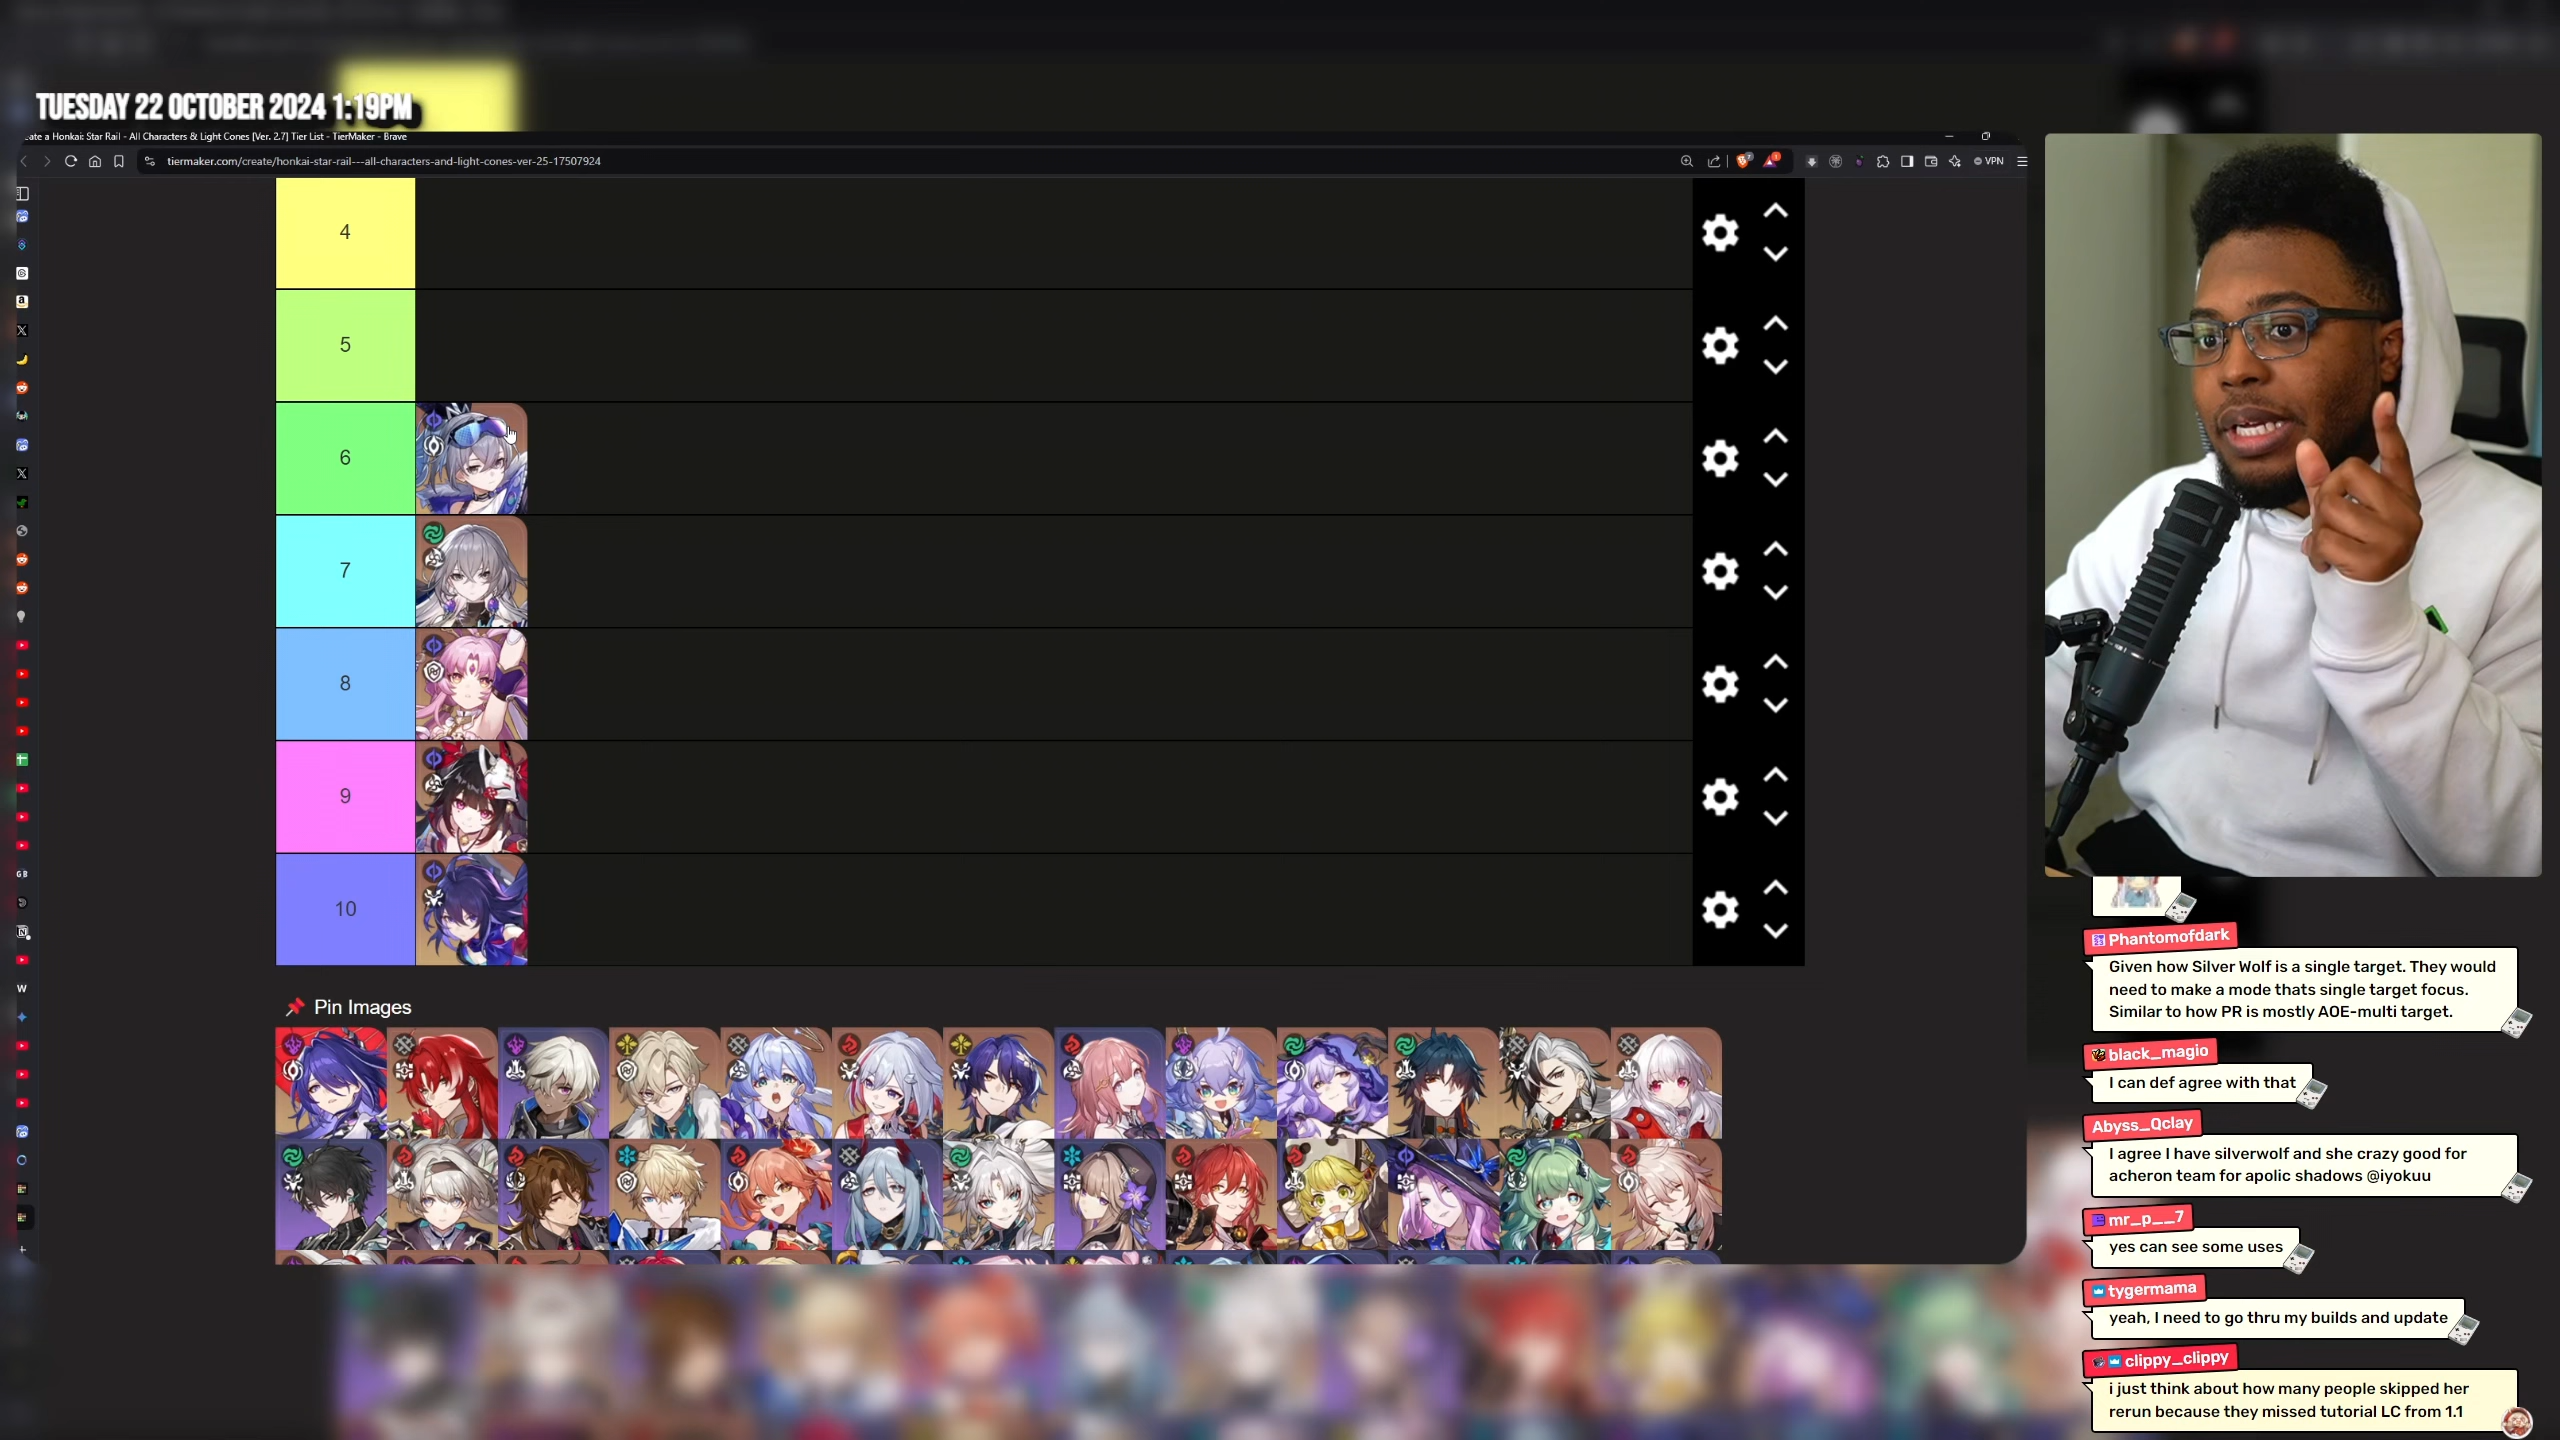 TUESDAY 22 OCTOBER 2024 1:19PM
ate a Honkai: Star Rail - All Characters & Light Cones [Ver. 2.7] Tier List - TierMaker - Brave
tiermaker.com/create/honkai-star-rail---all-characters-and-light-cones-ver-25-17507924
VPN
4
5
6
7
8
9
10
Pin Images
Phantomofdark
Given how Silver Wolf is a single target. They would
need to make a mode thats single target focus.
Similar to how PR is mostly AOE-multi target.
black_magio
I can def agree with that
Abyss_Qclay
I agree I have silverwolf and she crazy good for
acheron team for apolic shadows @iyokuu
mr_p__7
yes can see some uses
tygermama
yeah, I need to go thru my builds and update
clippy_clippy
i just think about how many people skipped her
rerun because they missed tutorial LC from 1.1